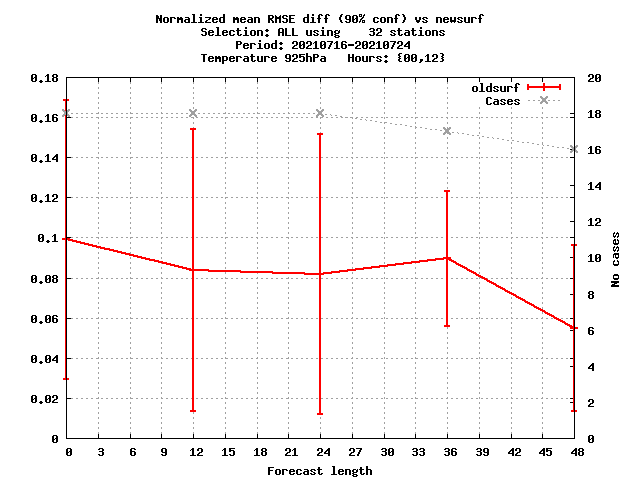 Normalized mean RMSE diff (90% conf) vs newsurf
Selection: ALL using    32 stations
Period: 20210716-20210724
Temperature 925hPa   Hours: {00,12}
oldsurf
Cases
0.18
0.16
0.14
0.12
0.1
0.08
0.06
0.04
0.02
0
20
18
16
14
12
10
8
6
4
2
0
No cases
0 3 6 9 12 15 18 21 24 27 30 33 36 39 42 45 48
Forecast length